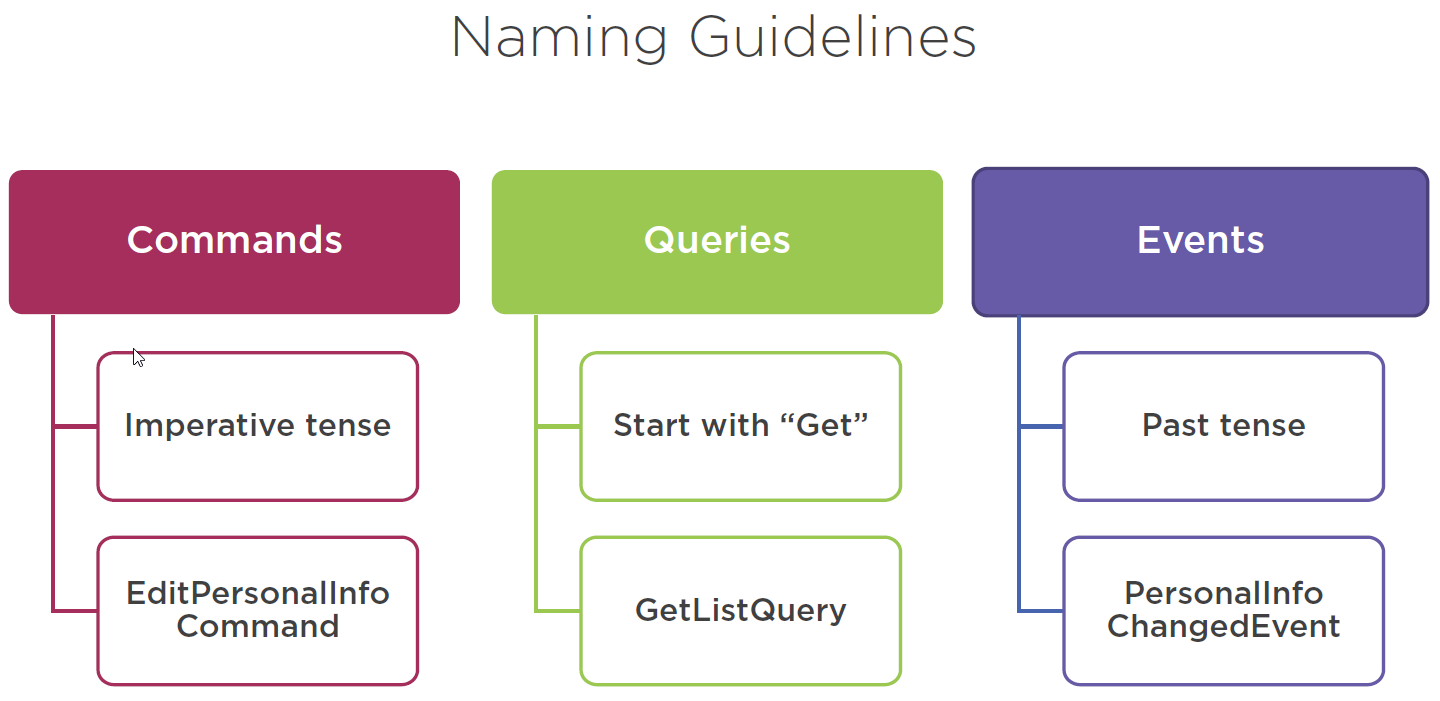 Naming Guidelines
Commands
Imperative tense
EditPersonalInfo
Command
Queries
Start with “Get”
GetListQuery
Events
Past tense
PersonalInfo
ChangedEvent